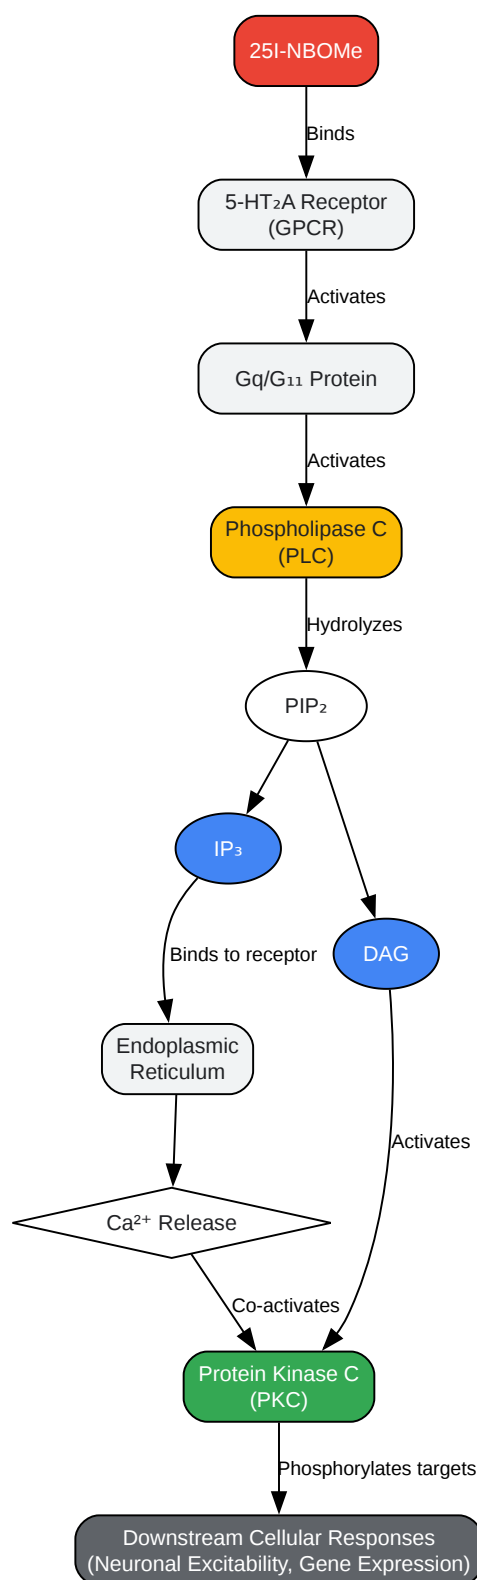 25I-NBOMe
Binds
5-HT₂A Receptor
(GPCR)
Activates
Gq/G₁₁ Protein
Activates
Phospholipase C
(PLC)
Hydrolyzes
PIP₂
IP₃
DAG
Binds to receptor
Endoplasmic
Reticulum
Activates
Ca²⁺ Release
Co-activates
Protein Kinase C
(PKC)
Phosphorylates targets
Downstream Cellular Responses
(Neuronal Excitability, Gene Expression)